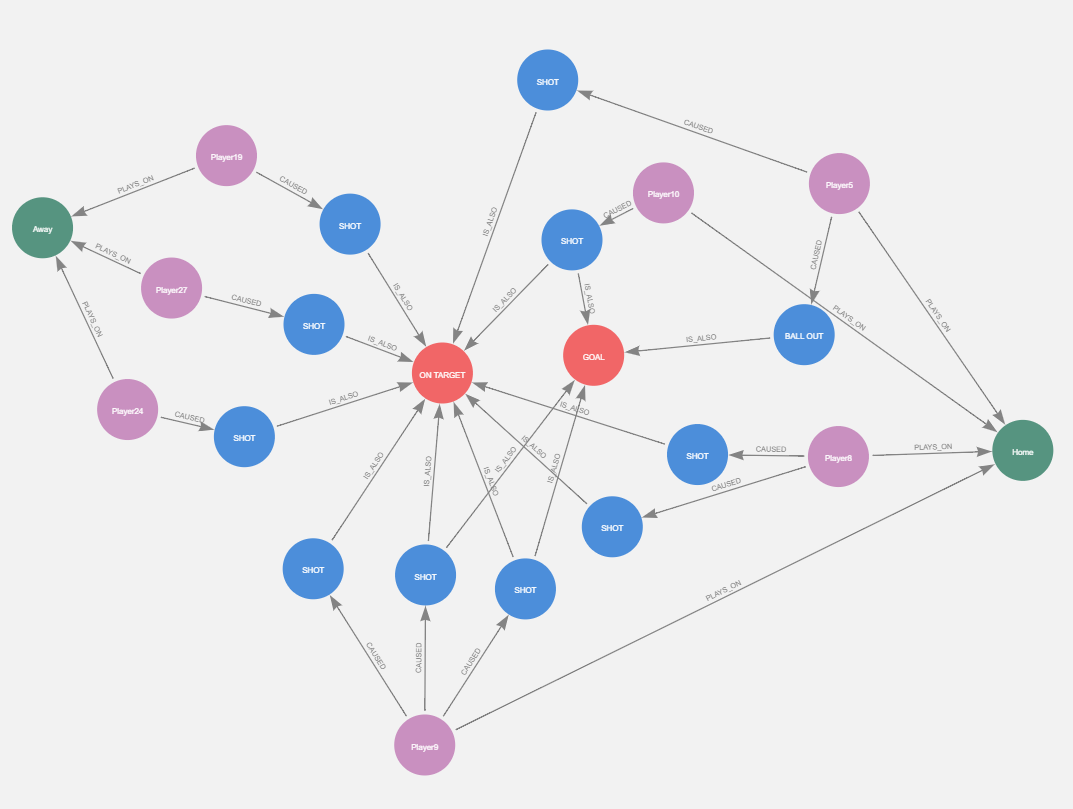 SHOT
CAUSED
Player19
PLAYS_ON
CAUSED
Player5
Player10
CAUSED
SHOT
Away
IS_ALSO
SHOT
CAUSED
PLAYS_ON
Player27
CAUSED
IS_ALSO
IS_ALSO
IS_ALSO
SHOT
PLAYS_ON
IS_ALSO
PLAYS_ON
PLAYS_ON
BALL OUT
IS_ALSO
GOAL
ON TARGET
IS_ALSO
Player24
CAUSED
IS_ALSO
SHOT
IS_ALSO
PLAYS_ON
Home
CAUSED
Player8
SHOT
IS_ALSO
IS_ALSO
IS_ALSO
IS_ALSO
IS_ALSO
CAUSED
SHOT
SHOT
SHOT
SHOT
PLAYS_ON
CAUSED
CAUSED
CAUSED
Player9